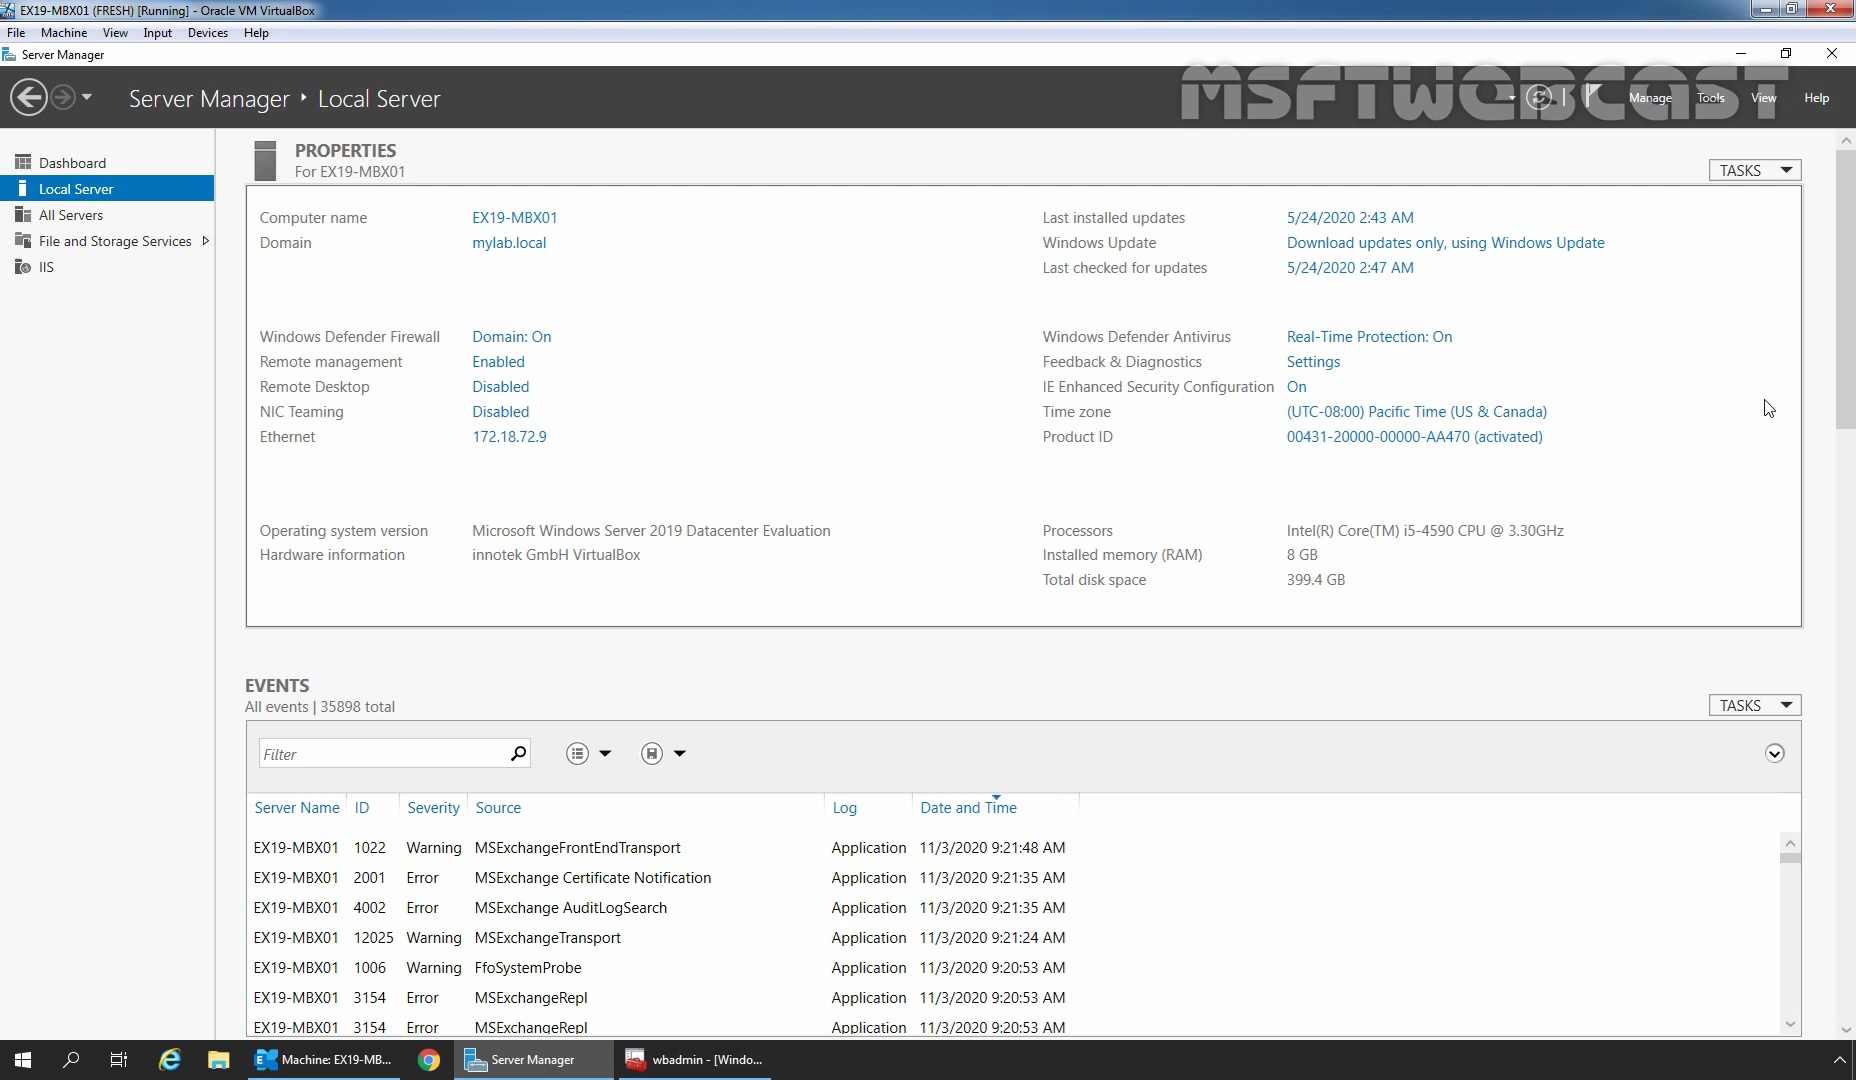 EX19-MBX01 (FRESH) [Running] - Oracle VM VirtualBox
File Machine View Input Devices Help
Server Manager
Server Manager ‣ Local Server
MSFTWEBCAST
Manage Tools View Help
Dashboard
Local Server
All Servers
File and Storage Services
IIS
PROPERTIES
For EX19-MBX01
TASKS
Computer name EX19-MBX01
Domain mylab.local
Last installed updates 5/24/2020 2:43 AM
Windows Update Download updates only, using Windows Update
Last checked for updates 5/24/2020 2:47 AM
Windows Defender Firewall Domain: On
Remote management Enabled
Remote Desktop Disabled
NIC Teaming Disabled
Ethernet 172.18.72.9
Windows Defender Antivirus Real-Time Protection: On
Feedback & Diagnostics Settings
IE Enhanced Security Configuration On
Time zone (UTC-08:00) Pacific Time (US & Canada)
Product ID 00431-20000-00000-AA470 (activated)
Operating system version Microsoft Windows Server 2019 Datacenter Evaluation
Hardware information innotek GmbH VirtualBox
Processors Intel(R) Core(TM) i5-4590 CPU @ 3.30GHz
Installed memory (RAM) 8 GB
Total disk space 399.4 GB
EVENTS
All events | 35898 total
TASKS
Filter
Server Name ID Severity Source Log Date and Time
EX19-MBX01 1022 Warning MSExchangeFrontEndTransport Application 11/3/2020 9:21:48 AM
EX19-MBX01 2001 Error MSExchange Certificate Notification Application 11/3/2020 9:21:35 AM
EX19-MBX01 4002 Error MSExchange AuditLogSearch Application 11/3/2020 9:21:35 AM
EX19-MBX01 12025 Warning MSExchangeTransport Application 11/3/2020 9:21:24 AM
EX19-MBX01 1006 Warning FfoSystemProbe Application 11/3/2020 9:20:53 AM
EX19-MBX01 3154 Error MSExchangeRepl Application 11/3/2020 9:20:53 AM
EX19-MBX01 3154 Error MSExchangeRepl Application 11/3/2020 9:20:53 AM
Machine: EX19-MB...
Server Manager
wbadmin - [Windo...